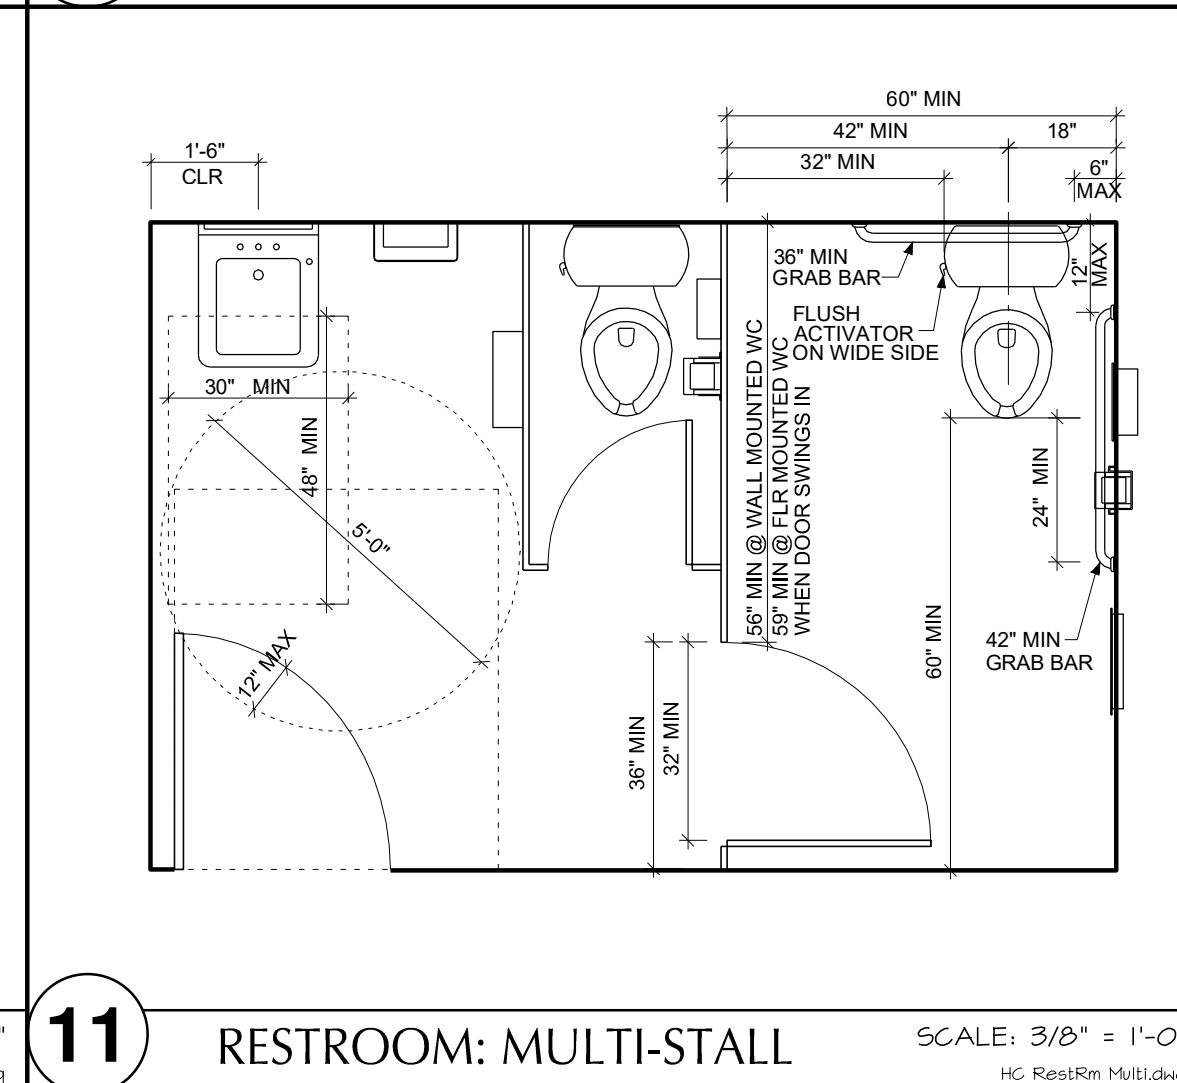 60" MIN
42" MIN
18"
1'-6"
CLR
32" MIN
6"
MAX
36" MIN
GRAB BAR
12"
MAX
FLUSH
ACTIVATOR
ON WIDE SIDE
56" MIN @ WALL MOUNTED WC
59" MIN @ FLR MOUNTED WC
WHEN DOOR SWINGS IN
30" MIN
48" MIN
5'-0"
24" MIN
12" MAX
60" MIN
42" MIN
GRAB BAR
36" MIN
32" MIN
11
RESTROOM: MULTI-STALL
SCALE: 3/8" = 1'-0
HC RestRm Multi.dw